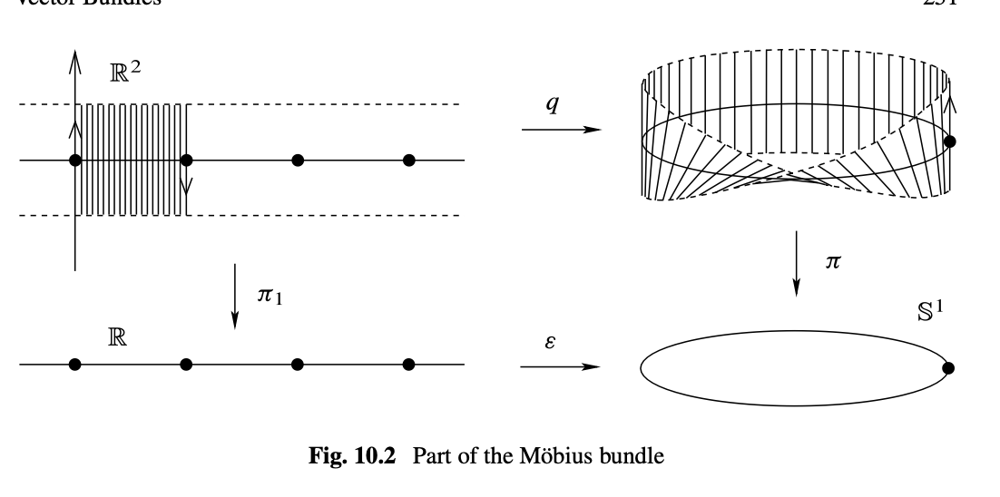 Vector Bundles 251
ℝ²
q
π₁
π
ℝ
ε
𝕊¹
Fig. 10.2 Part of the Möbius bundle